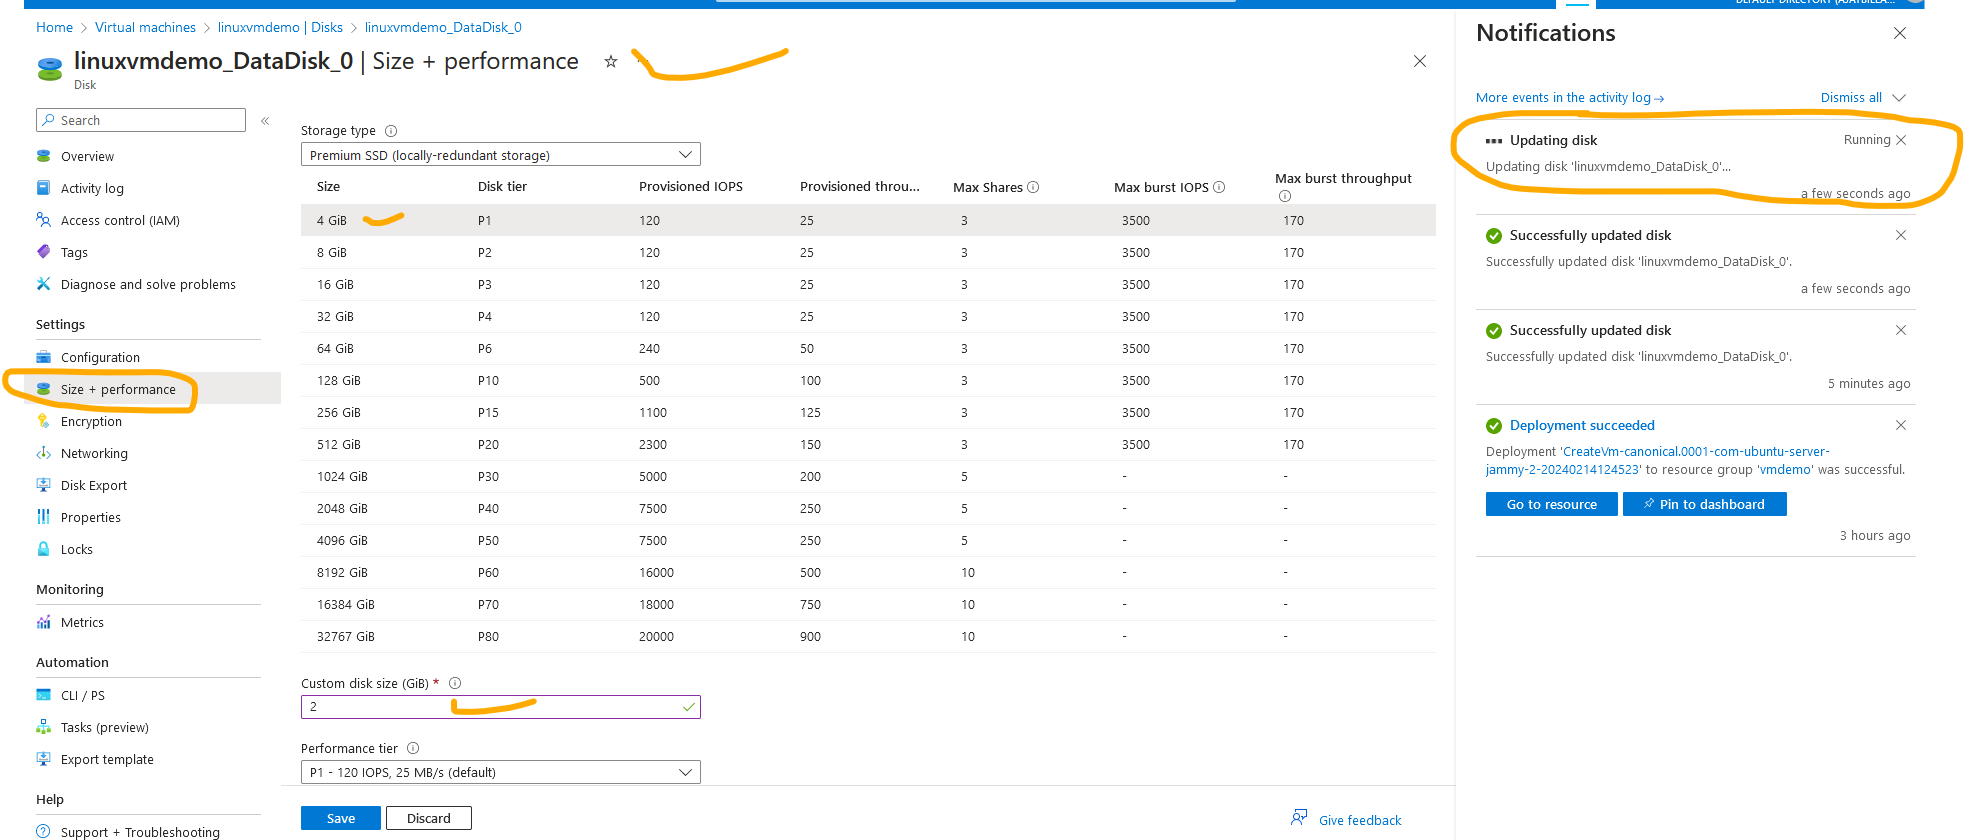 DEFAULT DIRECTORY (AJAYBILLA...
Home > Virtual machines > linuxvmdemo | Disks > linuxvmdemo_DataDisk_0
linuxvmdemo_DataDisk_0 | Size + performance
Disk
Search
Overview
Activity log
Access control (IAM)
Tags
Diagnose and solve problems
Settings
Configuration
Size + performance
Encryption
Networking
Disk Export
Properties
Locks
Monitoring
Metrics
Automation
CLI / PS
Tasks (preview)
Export template
Help
Support + Troubleshooting
Storage type
Premium SSD (locally-redundant storage)
Size Disk tier Provisioned IOPS Provisioned throu... Max Shares Max burst IOPS Max burst throughput
4 GiB P1 120 25 3 3500 170
8 GiB P2 120 25 3 3500 170
16 GiB P3 120 25 3 3500 170
32 GiB P4 120 25 3 3500 170
64 GiB P6 240 50 3 3500 170
128 GiB P10 500 100 3 3500 170
256 GiB P15 1100 125 3 3500 170
512 GiB P20 2300 150 3 3500 170
1024 GiB P30 5000 200 5 - -
2048 GiB P40 7500 250 5 - -
4096 GiB P50 7500 250 5 - -
8192 GiB P60 16000 500 10 - -
16384 GiB P70 18000 750 10 - -
32767 GiB P80 20000 900 10 - -
Custom disk size (GiB) *
2
Performance tier
P1 - 120 IOPS, 25 MB/s (default)
Save Discard
Give feedback
Notifications
More events in the activity log →
Dismiss all
Updating disk Running
Updating disk 'linuxvmdemo_DataDisk_0'...
a few seconds ago
Successfully updated disk
Successfully updated disk 'linuxvmdemo_DataDisk_0'.
a few seconds ago
Successfully updated disk
Successfully updated disk 'linuxvmdemo_DataDisk_0'.
5 minutes ago
Deployment succeeded
Deployment 'CreateVm-canonical.0001-com-ubuntu-server-
jammy-2-20240214124523' to resource group 'vmdemo' was successful.
Go to resource Pin to dashboard
3 hours ago